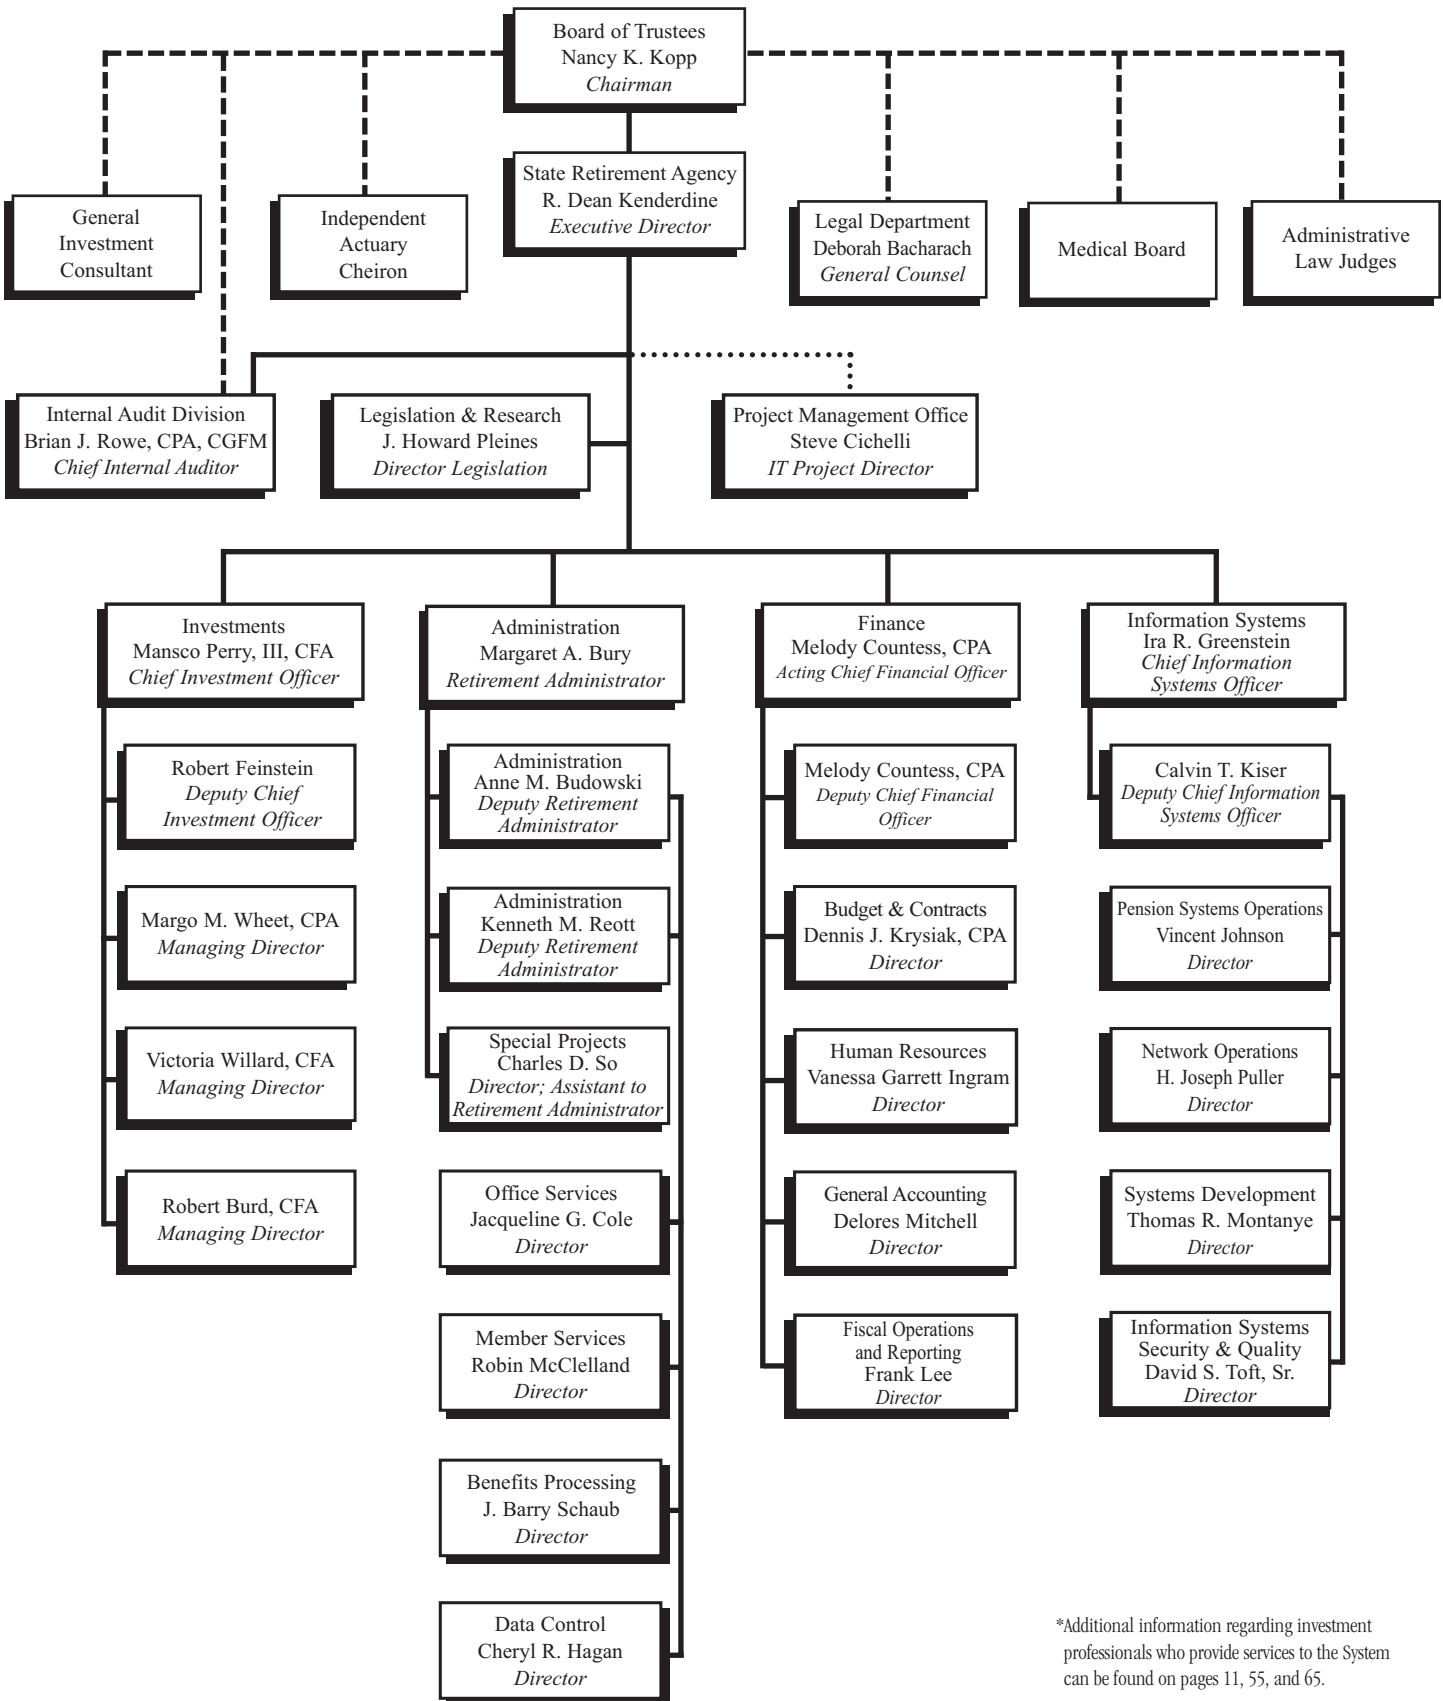 Board of Trustees
Nancy K. Kopp
Chairman
State Retirement Agency
R. Dean Kenderdine
Executive Director
General
Investment
Consultant
Independent
Actuary
Cheiron
Legal Department
Deborah Bacharach
General Counsel
Medical Board
Administrative
Law Judges
Internal Audit Division
Brian J. Rowe, CPA, CGFM
Chief Internal Auditor
Legislation & Research
J. Howard Pleines
Director Legislation
Project Management Office
Steve Cichelli
IT Project Director
Investments
Mansco Perry, III, CFA
Chief Investment Officer
Administration
Margaret A. Bury
Retirement Administrator
Finance
Melody Countess, CPA
Acting Chief Financial Officer
Information Systems
Ira R. Greenstein
Chief Information
Systems Officer
Robert Feinstein
Deputy Chief
Investment Officer
Margo M. Wheet, CPA
Managing Director
Victoria Willard, CFA
Managing Director
Robert Burd, CFA
Managing Director
Administration
Anne M. Budowski
Deputy Retirement
Administrator
Administration
Kenneth M. Reott
Deputy Retirement
Administrator
Special Projects
Charles D. So
Director; Assistant to
Retirement Administrator
Office Services
Jacqueline G. Cole
Director
Member Services
Robin McClelland
Director
Benefits Processing
J. Barry Schaub
Director
Data Control
Cheryl R. Hagan
Director
Melody Countess, CPA
Deputy Chief Financial
Officer
Budget & Contracts
Dennis J. Krysiak, CPA
Director
Human Resources
Vanessa Garrett Ingram
Director
General Accounting
Delores Mitchell
Director
Fiscal Operations
and Reporting
Frank Lee
Director
Calvin T. Kiser
Deputy Chief Information
Systems Officer
Pension Systems Operations
Vincent Johnson
Director
Network Operations
H. Joseph Puller
Director
Systems Development
Thomas R. Montanye
Director
Information Systems
Security & Quality
David S. Toft, Sr.
Director
*Additional information regarding investment
professionals who provide services to the System
can be found on pages 11, 55, and 65.